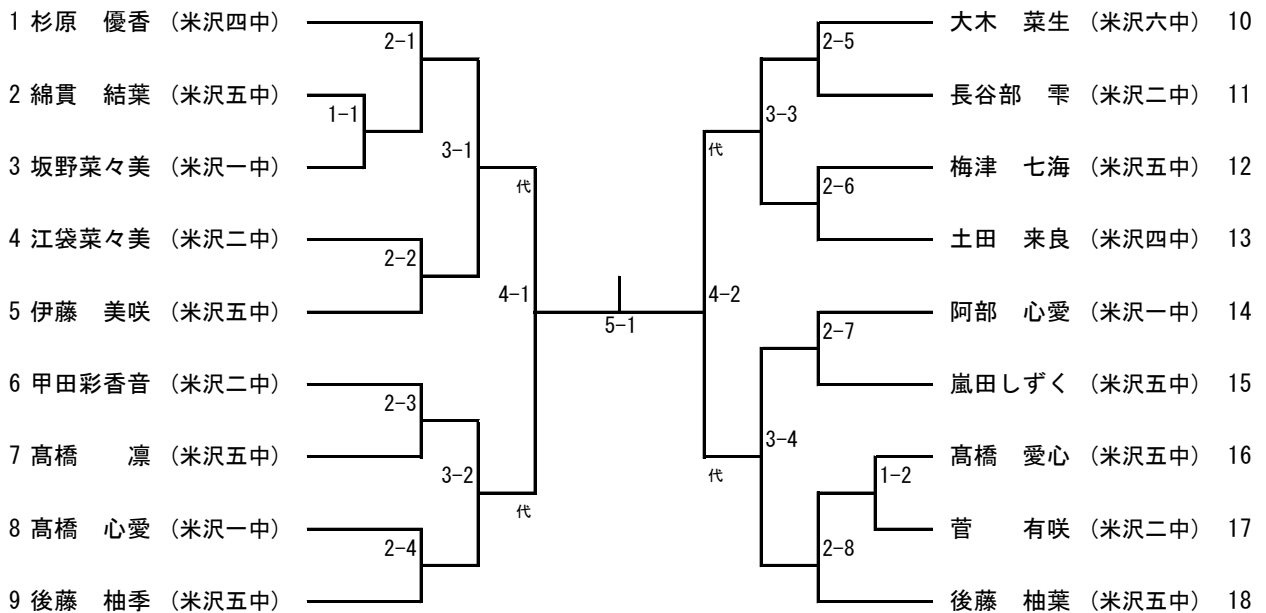 1 杉原　優香 （米沢四中）
2-1
2 綿貫　結葉 （米沢五中）
1-1
3 坂野菜々美 （米沢一中）
3-1
代
4 江袋菜々美 （米沢二中）
2-2
4-1
5 伊藤　美咲 （米沢五中）
6 甲田彩香音 （米沢二中）
2-3
7 髙橋　　凛 （米沢五中）
3-2
代
8 髙橋　心愛 （米沢一中）
2-4
9 後藤　柚季 （米沢五中）
5-1
大木　菜生 （米沢六中） 10
2-5
長谷部　雫 （米沢二中） 11
3-3
代
梅津　七海 （米沢五中） 12
2-6
土田　来良 （米沢四中） 13
4-2
阿部　心愛 （米沢一中） 14
2-7
嵐田しずく （米沢五中） 15
3-4
代
髙橋　愛心 （米沢五中） 16
1-2
菅　　有咲 （米沢二中） 17
2-8
後藤　柚葉 （米沢五中） 18